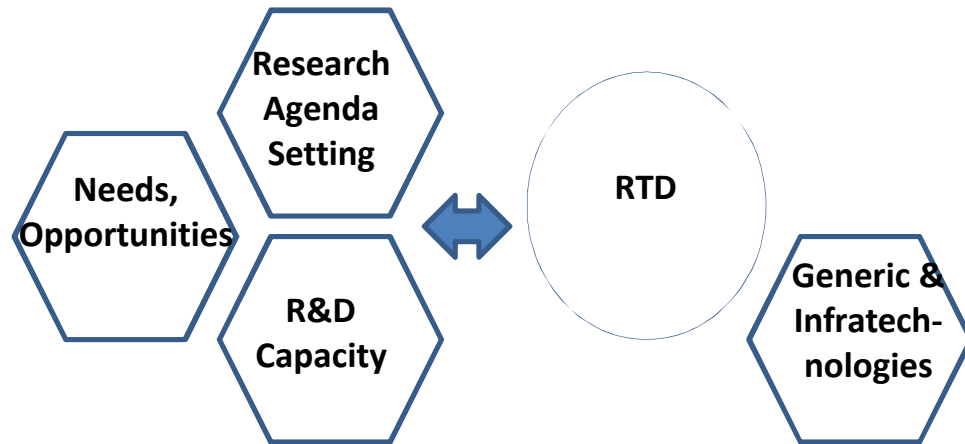 Research
Agenda
Setting
Needs,
Opportunities
R&D
Capacity
RTD
Generic &
Infratech-
nologies